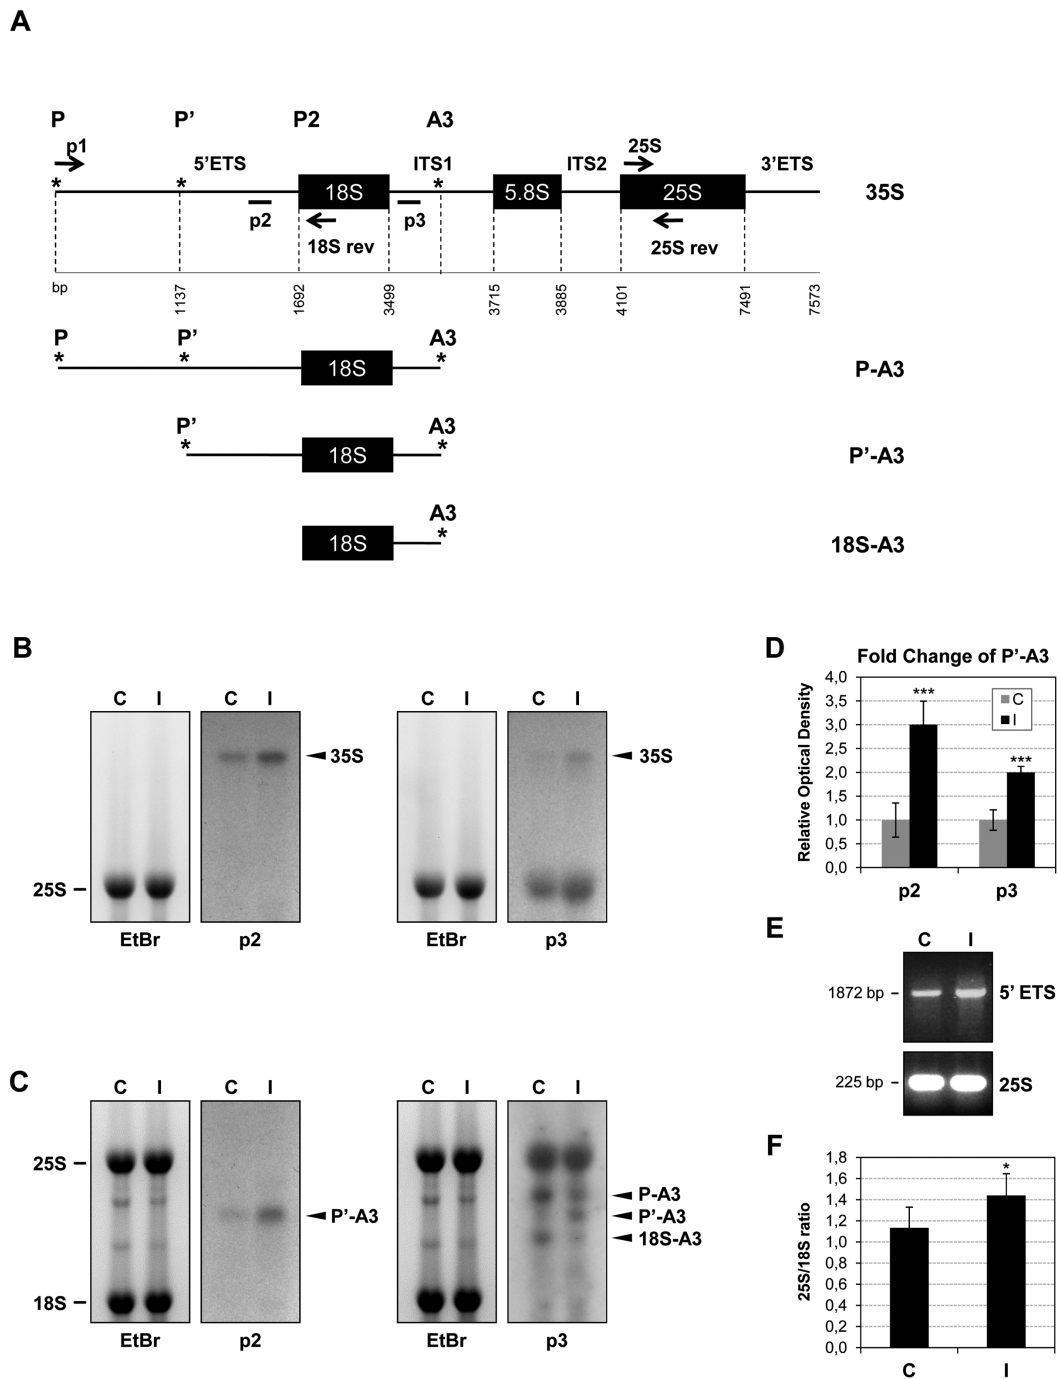 A
P P' P2 A3
p1 25S
5'ETS ITS1 ITS2 3'ETS
* * *
18S 5.8S 25S 35S
p2 p3
18S rev 25S rev
bp 1137 1692 3499 3715 3885 4101 7491 7573
P P' A3
* * *
18S P-A3
P' A3
* *
18S P'-A3
A3
*
18S 18S-A3
B
C I C I C I C I
35S 35S
25S
EtBr p2 EtBr p3
C
C I C I C I C I
25S
P-A3
P'-A3 P'-A3
18S-A3
18S
EtBr p2 EtBr p3
D
Fold Change of P'-A3
Relative Optical Density
4,0
3,5
3,0
2,5
2,0
1,5
1,0
0,5
0,0
*** ***
C
I
p2 p3
E
C I
1872 bp 5' ETS
225 bp 25S
F
25S/18S ratio
1,8
1,6
1,4
1,2
1,0
0,8
0,6
0,4
0,2
0,0
*
C I